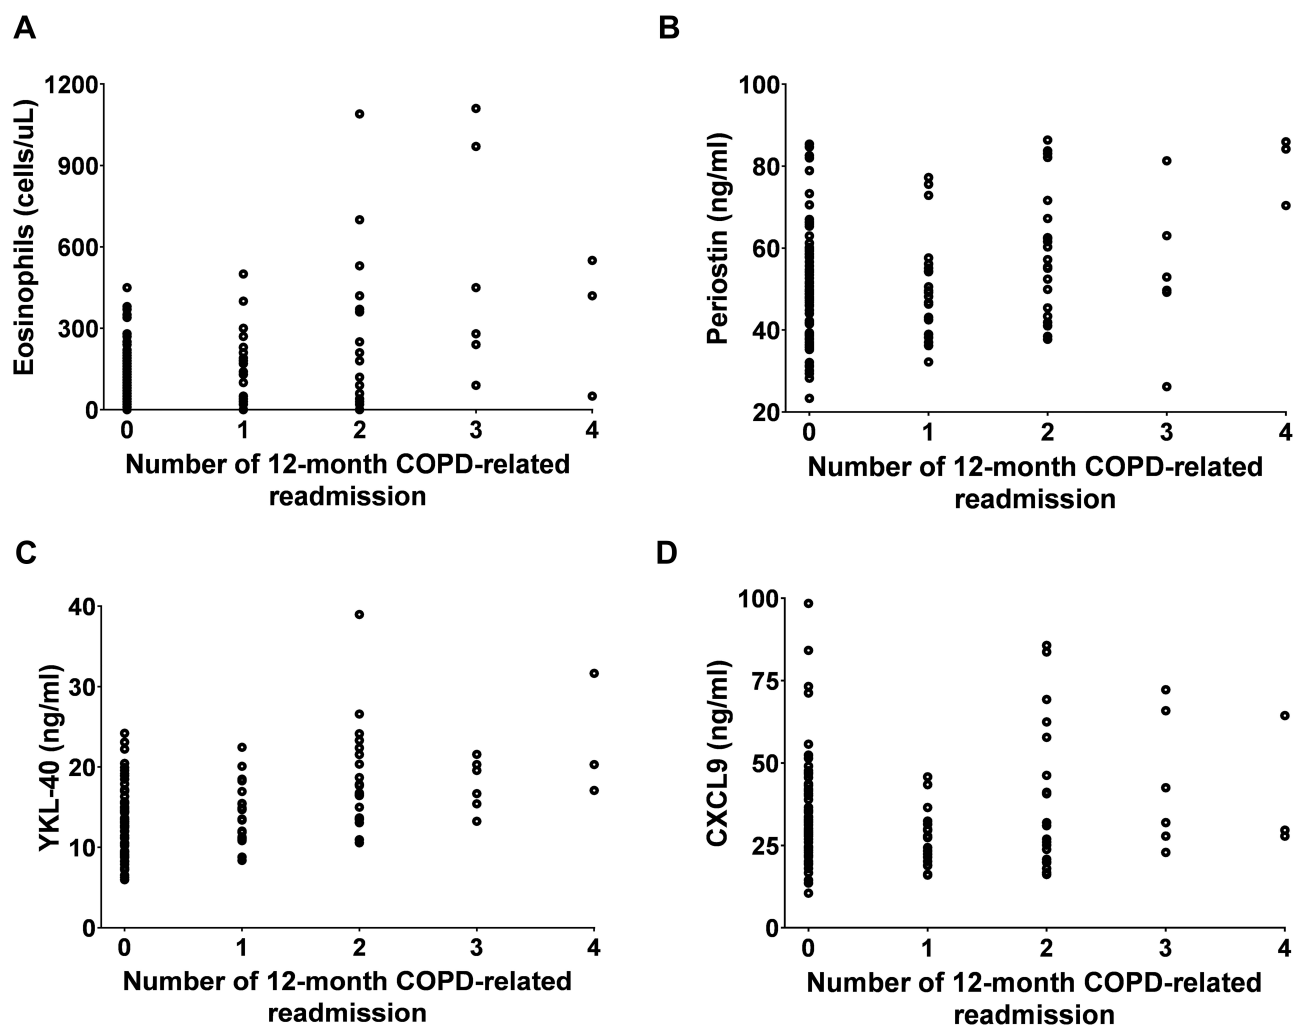 A
Eosinophils (cells/uL)
1200
900
600
300
0
0 1 2 3 4
Number of 12-month COPD-related
readmission
B
Periostin (ng/ml)
100
80
60
40
20
0 1 2 3 4
Number of 12-month COPD-related
readmission
C
YKL-40 (ng/ml)
40
30
20
10
0
0 1 2 3 4
Number of 12-month COPD-related
readmission
D
CXCL9 (ng/ml)
100
75
50
25
0
0 1 2 3 4
Number of 12-month COPD-related
readmission